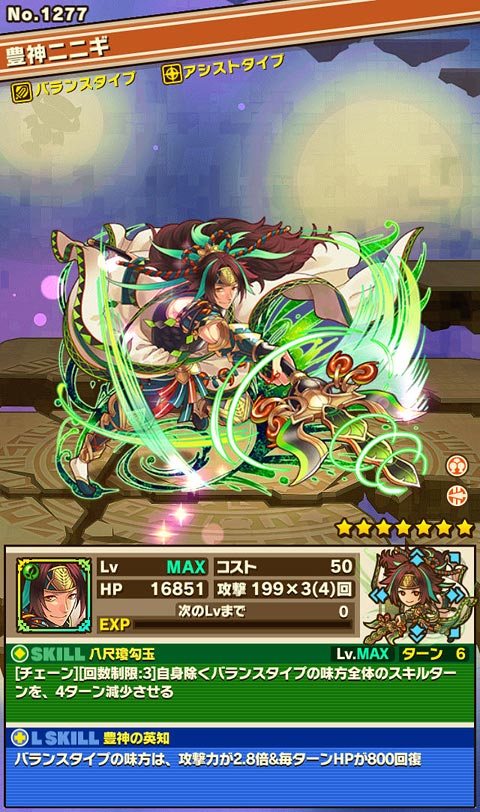 No.1277
豊神ニニギ
バランスタイプ アシストタイプ
Lv MAX コスト 50
HP 16851 攻撃 199×3(4)回
次のLvまで 0
EXP
SKILL 八尺瓊勾玉 Lv.MAX ターン 6
[チェーン][回数制限:3]自身除くバランスタイプの味方全体のスキルター
ンを、4ターン減少させる
L SKILL 豊神の英知
バランスタイプの味方は、攻撃力が2.8倍&毎ターンHPが800回復